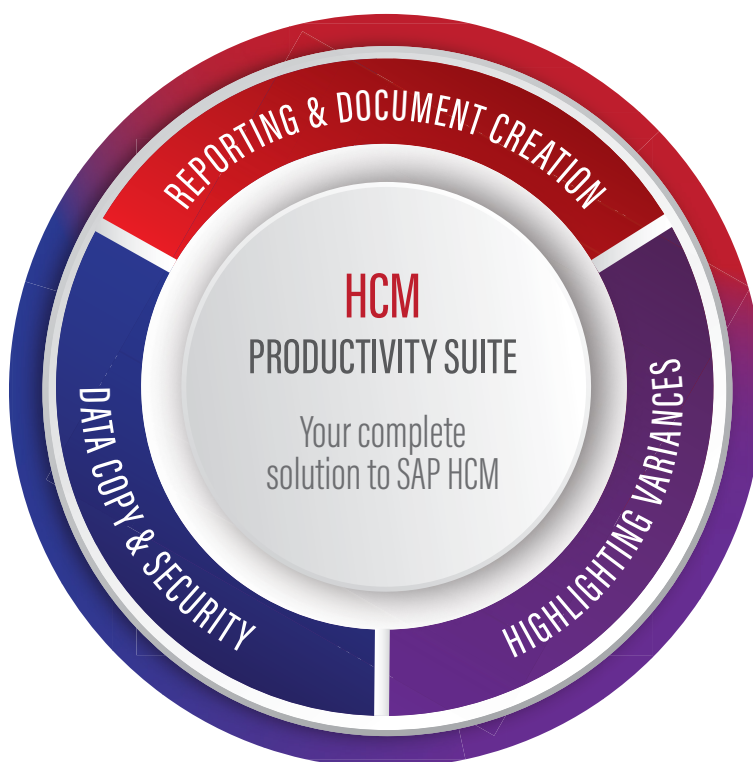 REPORTING & DOCUMENT CREATION
HCM
PRODUCTIVITY SUITE
Your complete
solution to SAP HCM
DATA COPY & SECURITY
HIGHLIGHTING VARIANCES